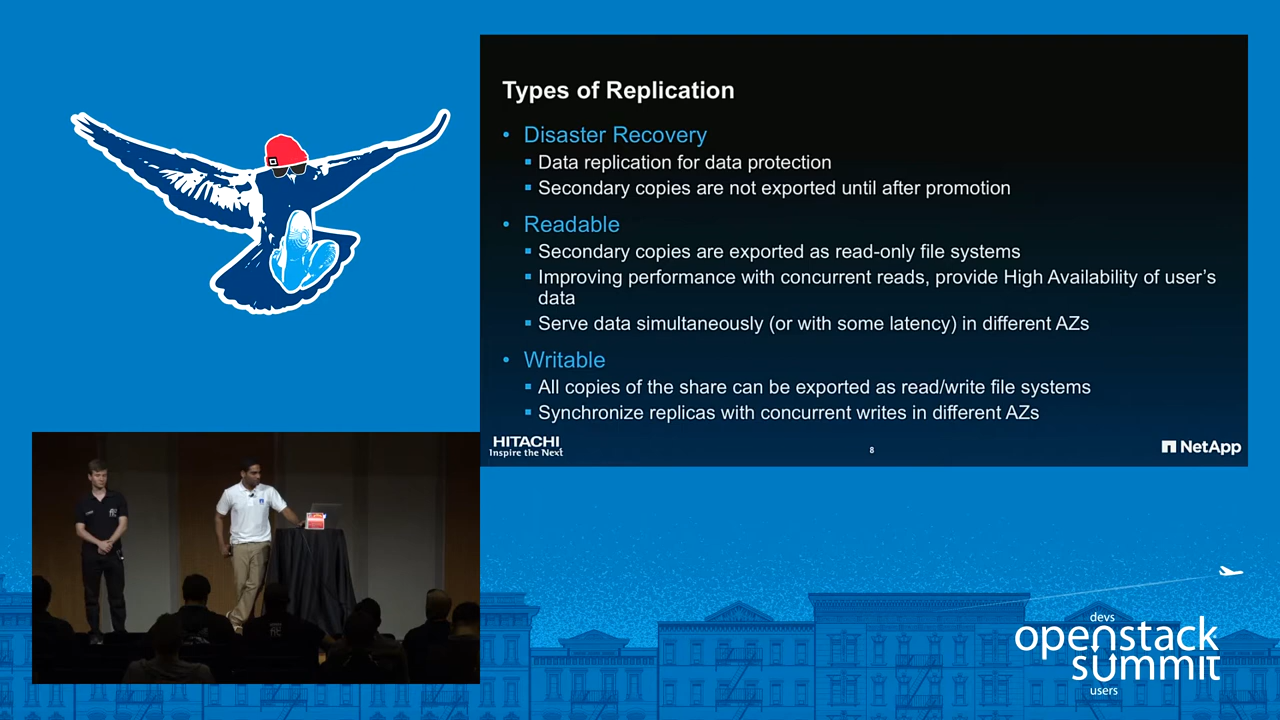 Types of Replication
• Disaster Recovery
▪ Data replication for data protection
▪ Secondary copies are not exported until after promotion
• Readable
▪ Secondary copies are exported as read-only file systems
▪ Improving performance with concurrent reads, provide High Availability of user's
data
▪ Serve data simultaneously (or with some latency) in different AZs
• Writable
▪ All copies of the share can be exported as read/write file systems
▪ Synchronize replicas with concurrent writes in different AZs
HITACHI
Inspire the Next
8
NetApp
devs
openstack
summit
users